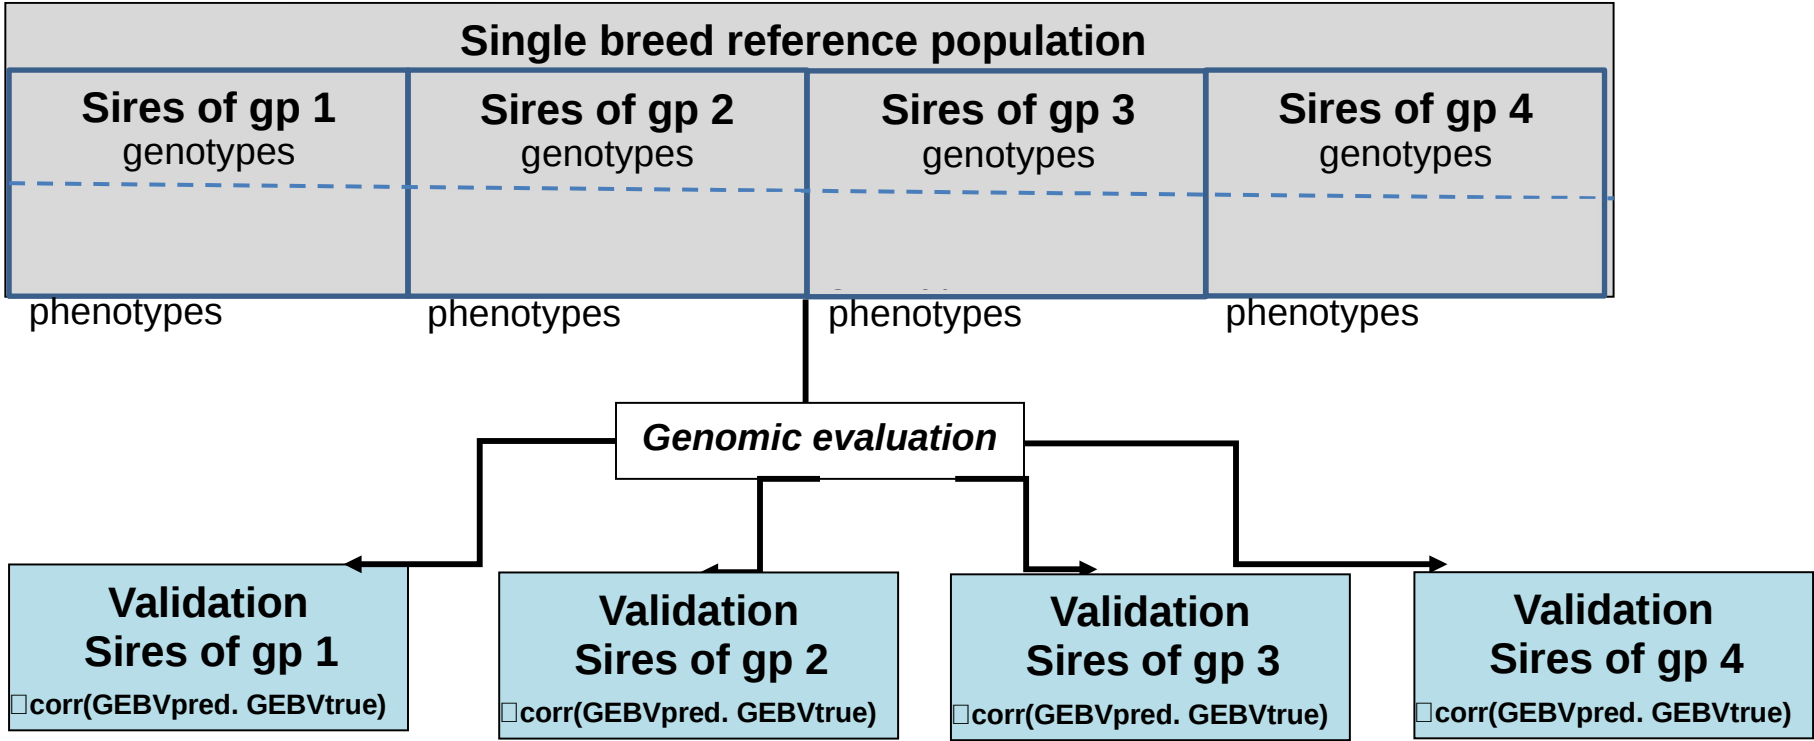 Single breed reference population
Sires of gp 1
genotypes
Sires of gp 2
genotypes
Sires of gp 3
genotypes
Sires of gp 4
genotypes
phenotypes
phenotypes
phenotypes
phenotypes
Genomic evaluation
Validation
Sires of gp 1
□corr(GEBVpred. GEBVtrue)
Validation
Sires of gp 2
□corr(GEBVpred. GEBVtrue)
Validation
Sires of gp 3
□corr(GEBVpred. GEBVtrue)
Validation
Sires of gp 4
□corr(GEBVpred. GEBVtrue)